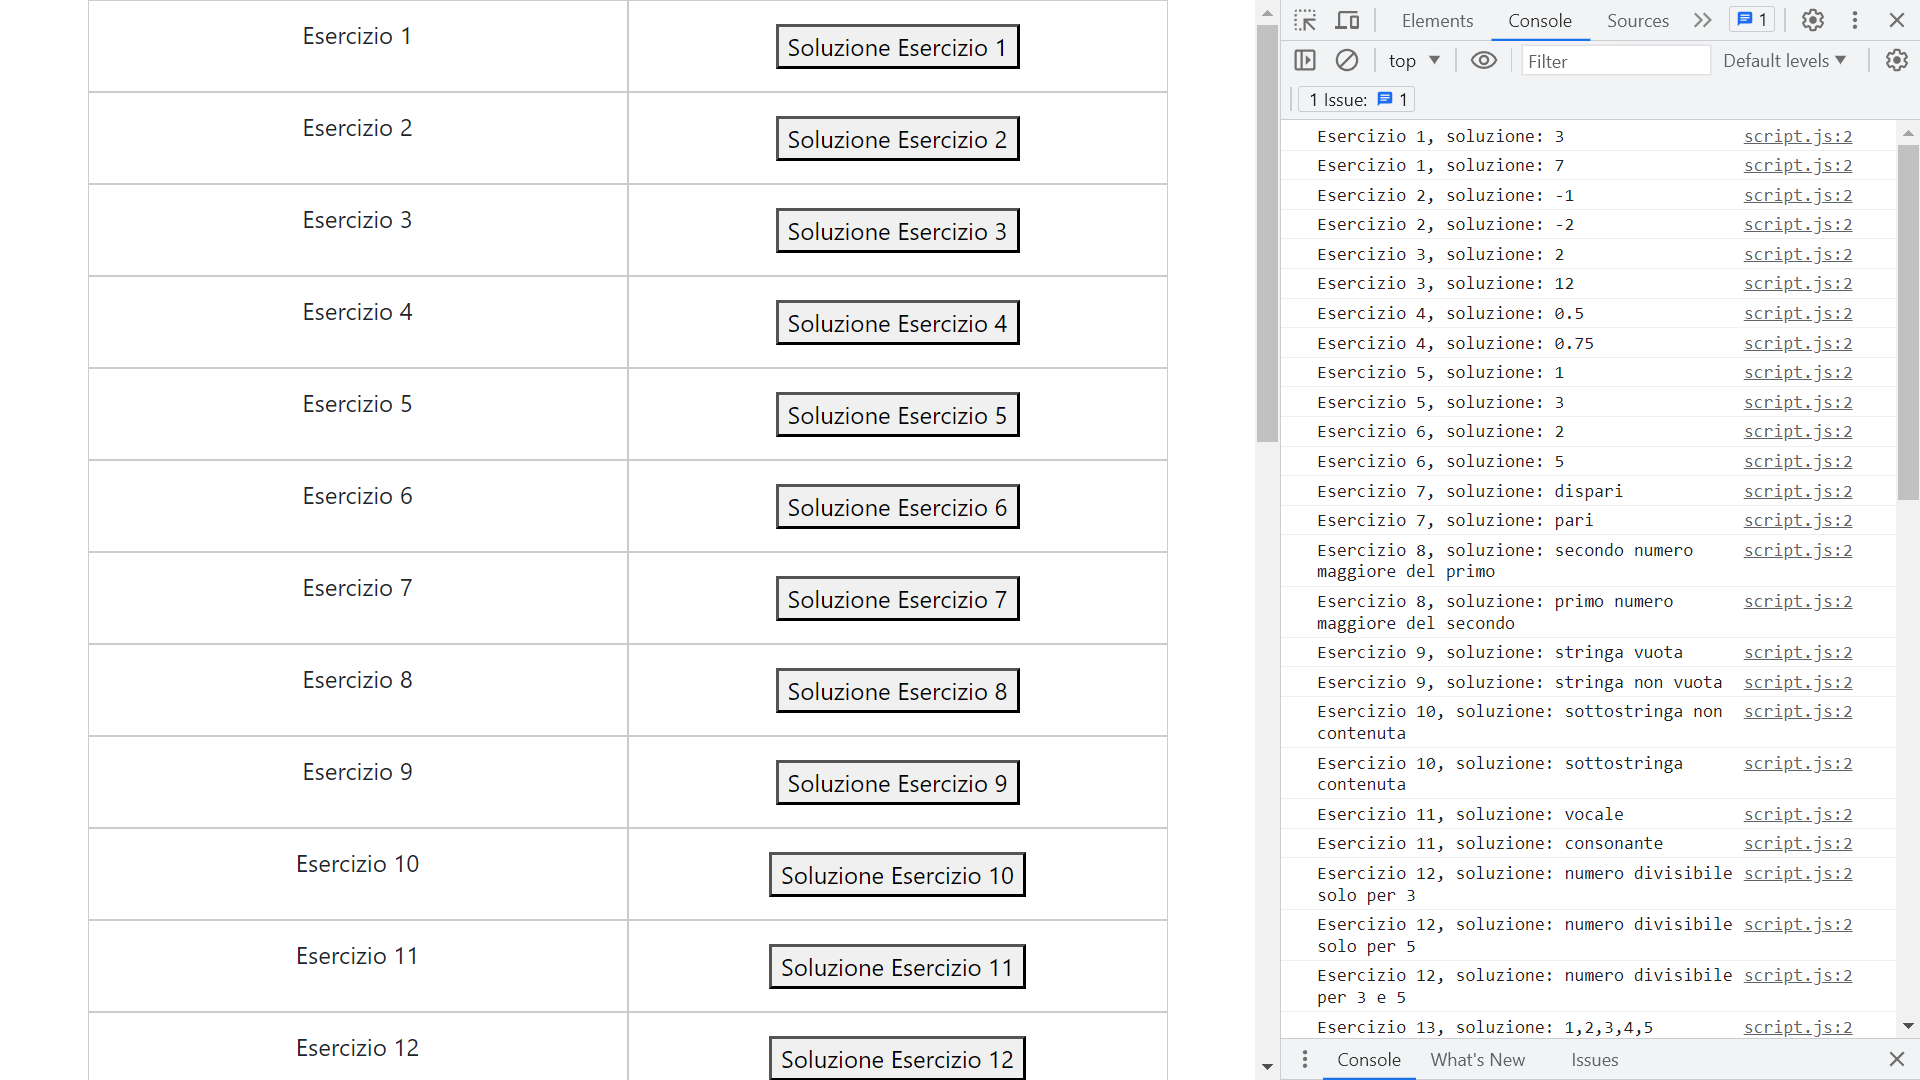 Esercizio 1
Soluzione Esercizio 1
Esercizio 2
Soluzione Esercizio 2
Esercizio 3
Soluzione Esercizio 3
Esercizio 4
Soluzione Esercizio 4
Esercizio 5
Soluzione Esercizio 5
Esercizio 6
Soluzione Esercizio 6
Esercizio 7
Soluzione Esercizio 7
Esercizio 8
Soluzione Esercizio 8
Esercizio 9
Soluzione Esercizio 9
Esercizio 10
Soluzione Esercizio 10
Esercizio 11
Soluzione Esercizio 11
Esercizio 12
Soluzione Esercizio 12
Elements Console Sources 1
top Filter Default levels
1 Issue: 1
Esercizio 1, soluzione: 3 script.js:2
Esercizio 1, soluzione: 7 script.js:2
Esercizio 2, soluzione: -1 script.js:2
Esercizio 2, soluzione: -2 script.js:2
Esercizio 3, soluzione: 2 script.js:2
Esercizio 3, soluzione: 12 script.js:2
Esercizio 4, soluzione: 0.5 script.js:2
Esercizio 4, soluzione: 0.75 script.js:2
Esercizio 5, soluzione: 1 script.js:2
Esercizio 5, soluzione: 3 script.js:2
Esercizio 6, soluzione: 2 script.js:2
Esercizio 6, soluzione: 5 script.js:2
Esercizio 7, soluzione: dispari script.js:2
Esercizio 7, soluzione: pari script.js:2
Esercizio 8, soluzione: secondo numero script.js:2
maggiore del primo
Esercizio 8, soluzione: primo numero script.js:2
maggiore del secondo
Esercizio 9, soluzione: stringa vuota script.js:2
Esercizio 9, soluzione: stringa non vuota script.js:2
Esercizio 10, soluzione: sottostringa non script.js:2
contenuta
Esercizio 10, soluzione: sottostringa script.js:2
contenuta
Esercizio 11, soluzione: vocale script.js:2
Esercizio 11, soluzione: consonante script.js:2
Esercizio 12, soluzione: numero divisibile script.js:2
solo per 3
Esercizio 12, soluzione: numero divisibile script.js:2
solo per 5
Esercizio 12, soluzione: numero divisibile script.js:2
per 3 e 5
Esercizio 13, soluzione: 1,2,3,4,5 script.js:2
Console What's New Issues